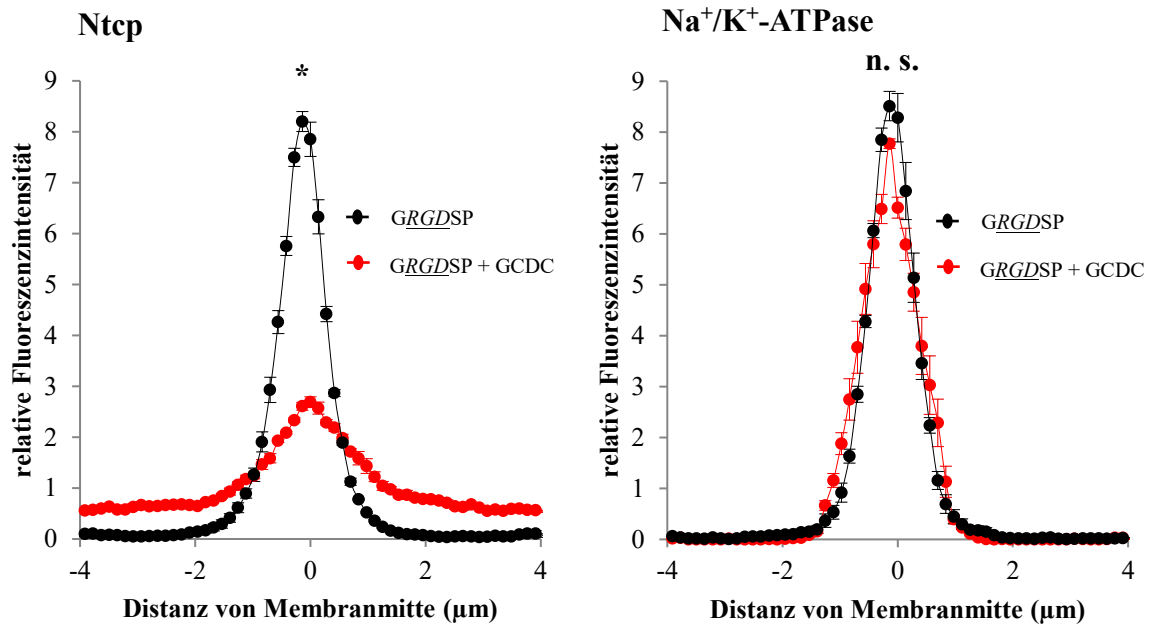 Ntcp
*
9
8
7
6
5
4
3
2
1
0
relative Fluoreszenzintensität
GRGDSP
GRGDSP + GCDC
-4 -2 0 2 4
Distanz von Membranmitte (µm)
Na⁺/K⁺-ATPase
n. s.
9
8
7
6
5
4
3
2
1
0
relative Fluoreszenzintensität
GRGDSP
GRGDSP + GCDC
-4 -2 0 2 4
Distanz von Membranmitte (µm)